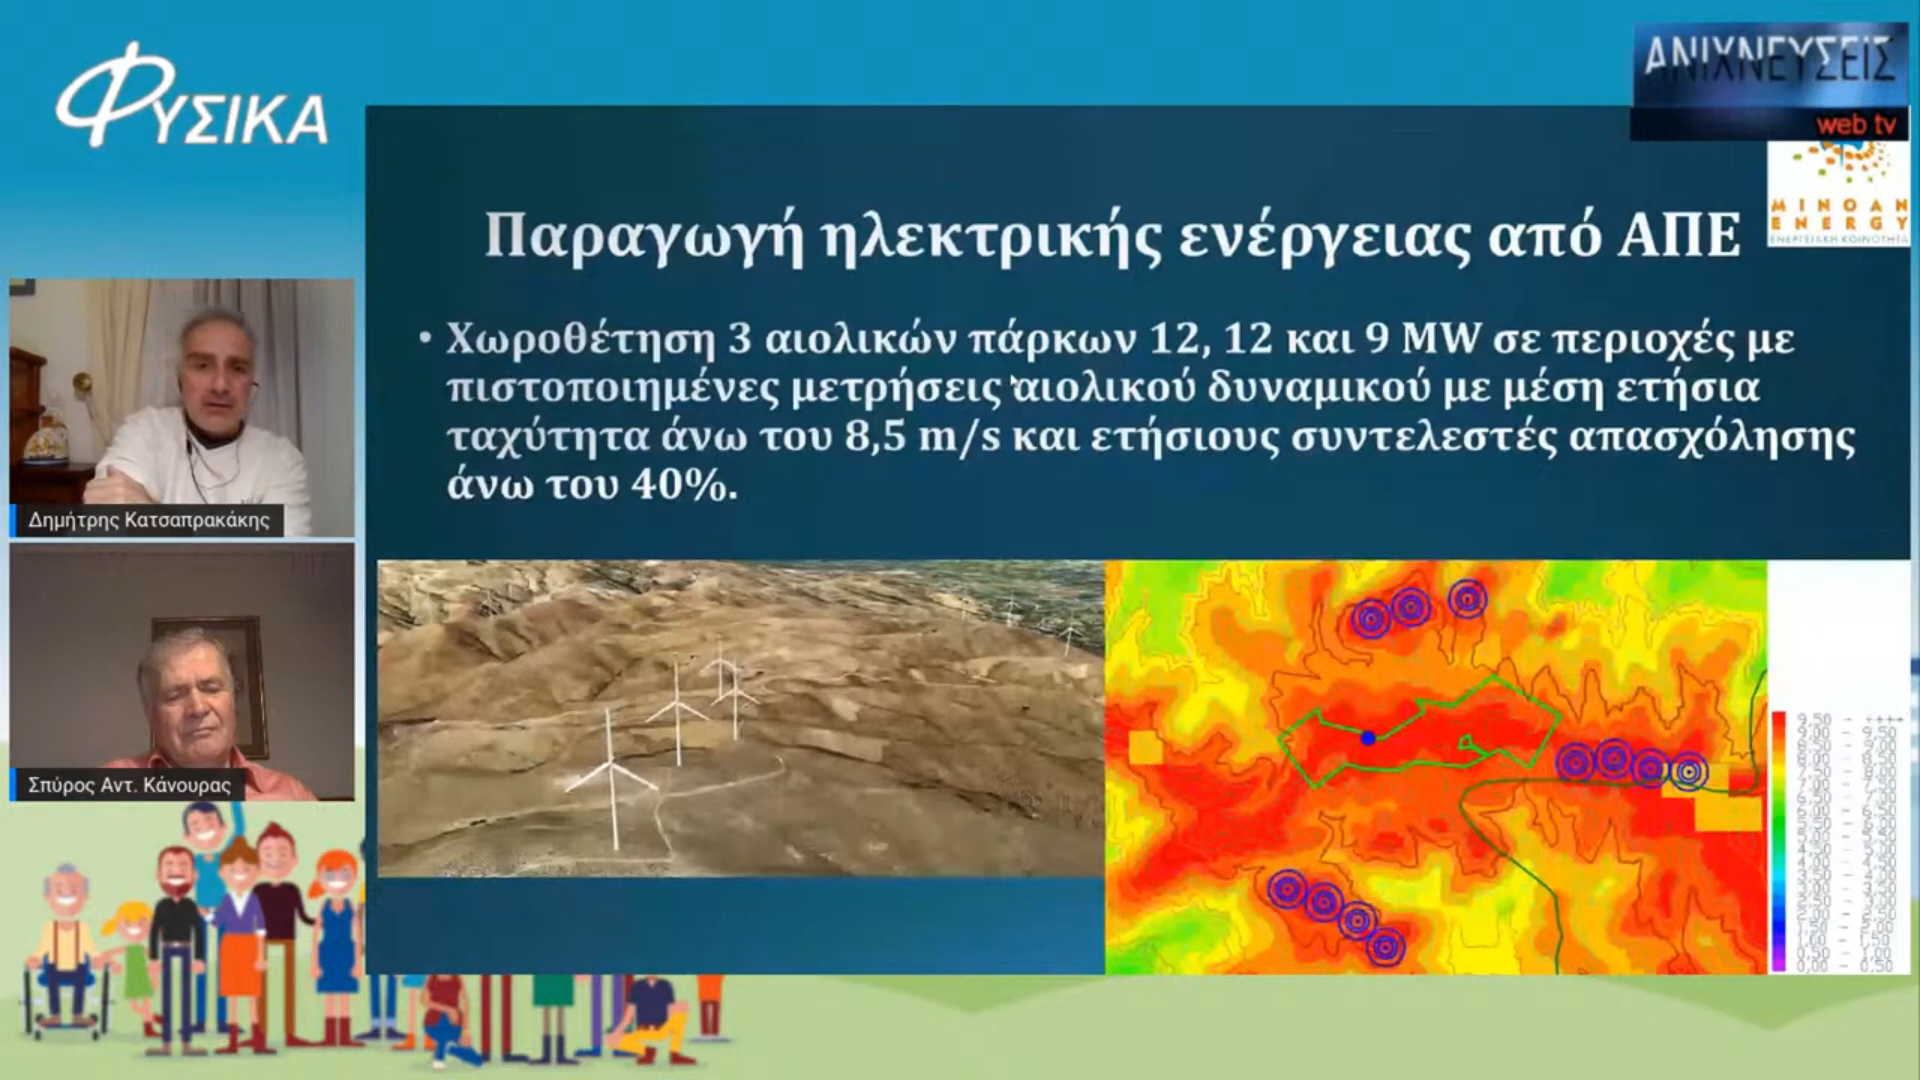 ΦΥΣΙΚΑ
ΑΝΙΧΝΕΥΣΕΙΣ
web tv
MINOAN
ENERGY
ΕΝΕΡΓΕΙΑΚΗ ΚΟΙΝΟΤΗΤΑ
Παραγωγή ηλεκτρικής ενέργειας από ΑΠΕ
• Χωροθέτηση 3 αιολικών πάρκων 12, 12 και 9 MW σε περιοχές με
πιστοποιημένες μετρήσεις αιολικού δυναμικού με μέση ετήσια
ταχύτητα άνω του 8,5 m/s και ετήσιους συντελεστές απασχόλησης
άνω του 40%.
Δημήτρης Κατσαπρακάκης
Σπύρος Αντ. Κάνουρας